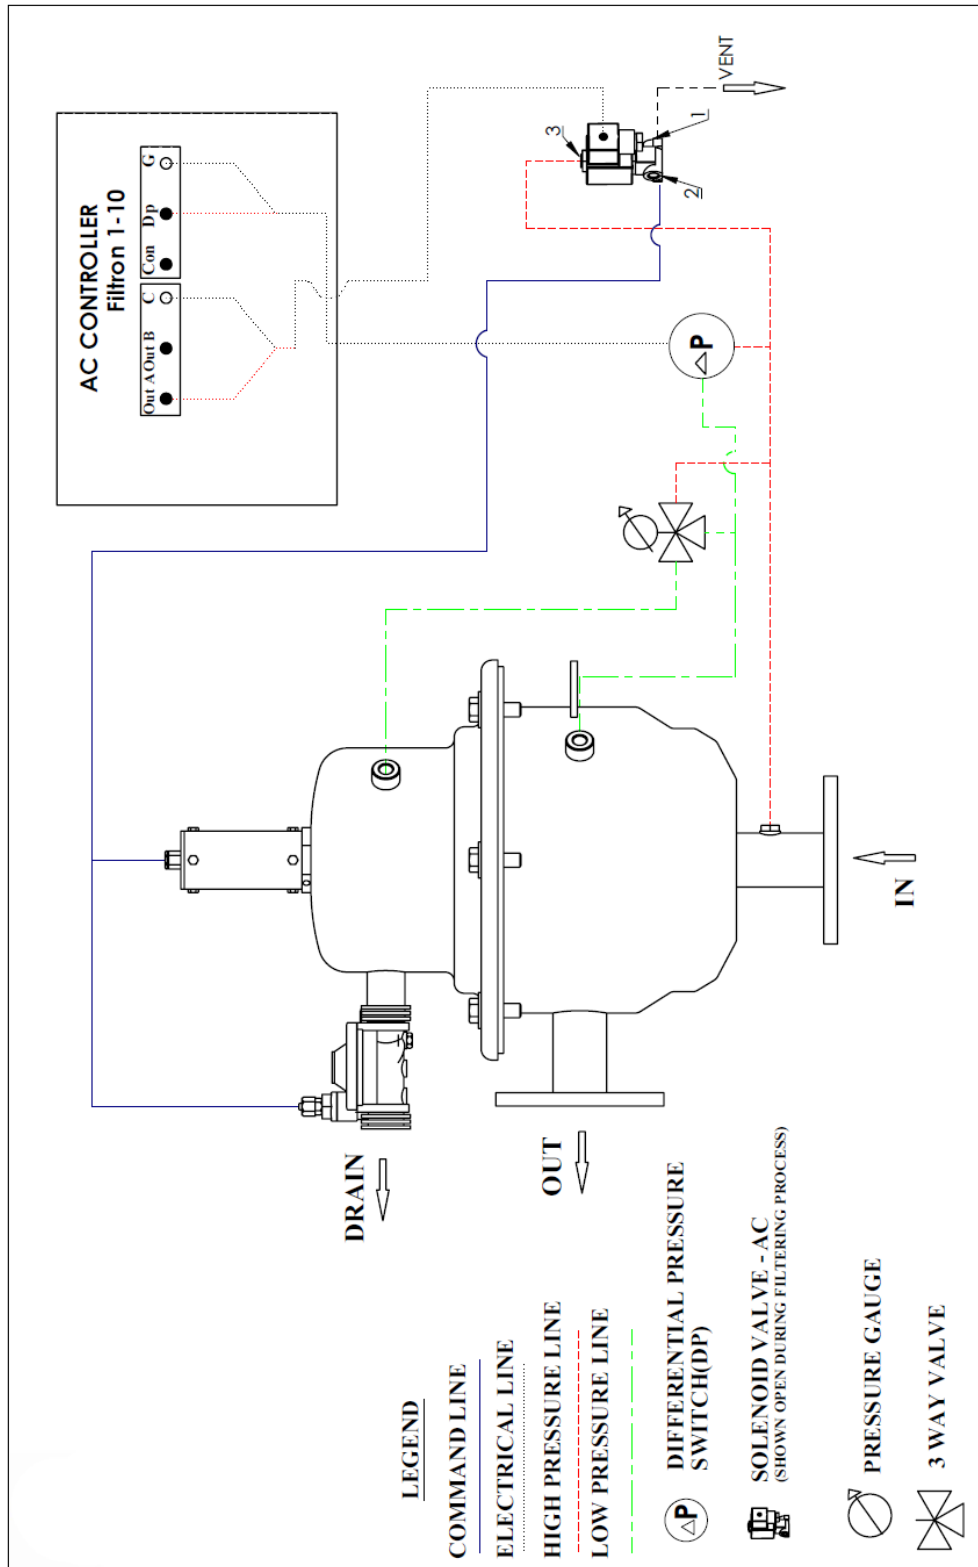 AC CONTROLLER
Filtron 1-10
Out A Out B C Con Dp G
VENT
3
1
2
△P
DRAIN
OUT
IN
LEGEND
COMMAND LINE
ELECTRICAL LINE
HIGH PRESSURE LINE
LOW PRESSURE LINE
△P
DIFFERENTIAL PRESSURE
SWITCH(DP)
SOLENOID VALVE - AC
(SHOWN OPEN DURING FILTERING PROCESS)
PRESSURE GAUGE
3 WAY VALVE